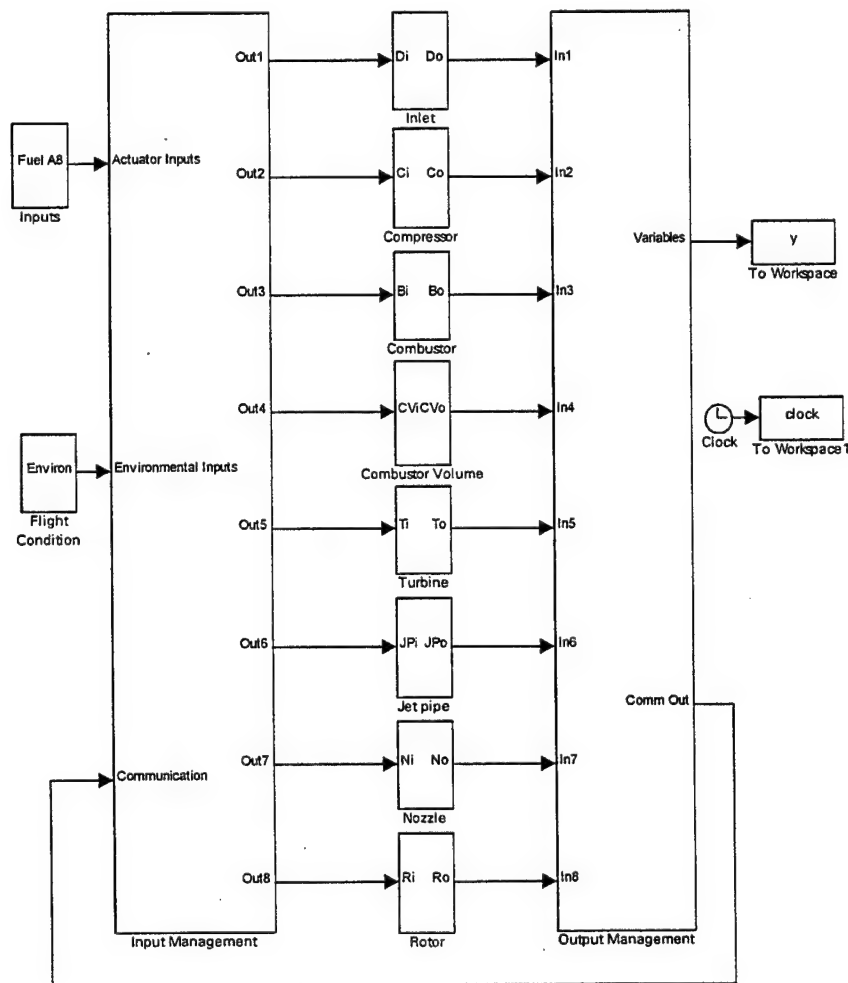 Out1
Di Do
In1
Inlet
Fuel A8
Actuator Inputs
Inputs
Out2
Ci Co
In2
Compressor
Variables
y
To Workspace
Out3
Bi Bo
In3
Combustor
Out4
CVi CVo
In4
Combustor Volume
Clock
clock
To Workspace1
Environ
Environmental Inputs
Flight
Condition
Out5
Ti To
In5
Turbine
Out6
JPi JPo
In6
Jet pipe
Comm Out
Communication
Out7
Ni No
In7
Nozzle
Out8
Ri Ro
In8
Rotor
Input Management
Output Management